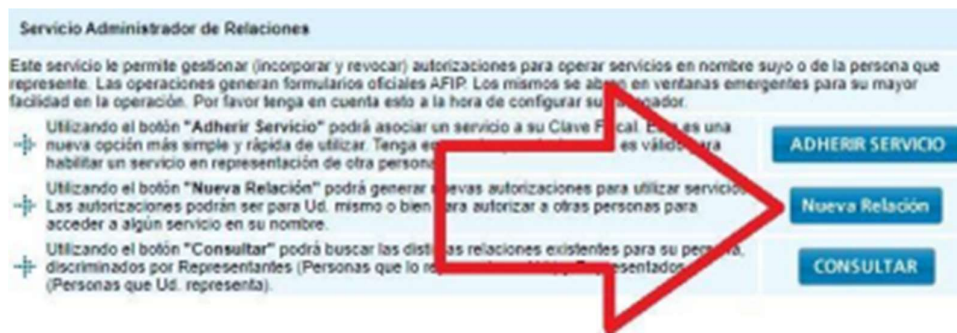 Servicio Administrador de Relaciones
Este servicio le permite gestionar (incorporar y revocar) autorizaciones para operar servicios en nombre suyo o de la persona que
represente. Las operaciones generan formularios oficiales AFIP. Los mismos se abren en ventanas emergentes para su mayor
facilidad en la operación. Por favor tenga en cuenta esto a la hora de configurar su
Utilizando el botón "Adherir Servicio" podrá asociar un servicio a su Clave Fiscal. Esta es una
nueva opción más simple y rápida de utilizar. Tenga es válido para
habilitar un servicio en representación de otra persona
ADHERIR SERVICIO
Utilizando el botón "Nueva Relación" podrá generar nuevas autorizaciones para utilizar servicios
Las autorizaciones podrán ser para Ud. mismo o bien para autorizar a otras personas para
acceder a algún servicio en su nombre.
Nueva Relación
Utilizando el botón "Consultar" podrá buscar las distintas relaciones existentes para su persona,
discriminados por Representantes (Personas que lo Representados
(Personas que Ud. representa).
CONSULTAR